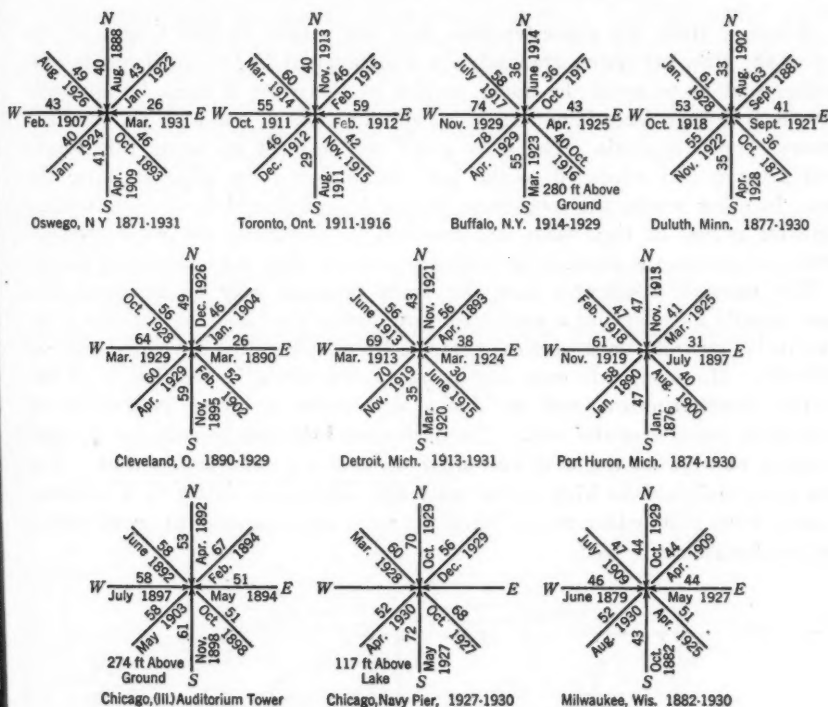 N
40
Aug. 1888
49
Aug. 1926
43
Jan. 1922
W
43
Feb. 1907
26
Mar. 1931
E
40
Jan. 1924
46
Oct. 1893
41
Apr. 1909
S
Oswego, N Y 1871-1931
N
40
Nov. 1913
60
Mar. 1914
46
Feb. 1915
W
55
Oct. 1911
59
Feb. 1912
E
46
Dec. 1912
42
Nov. 1915
29
Aug. 1911
S
Toronto, Ont. 1911-1916
N
36
June 1914
58
July 1917
36
Oct. 1917
W
74
Nov. 1929
43
Apr. 1925
E
78
Apr. 1929
40 Oct.
1916
55
Mar. 1923
280 ft Above
Ground
S
Buffalo, N.Y. 1914-1929
N
33
Aug. 1902
61
Jan. 1928
63
Sept. 1881
W
53
Oct. 1918
41
Sept. 1921
E
55
Nov. 1922
36
Oct. 1877
35
Apr. 1928
S
Duluth, Minn. 1877-1930
N
49
Dec. 1926
56
Oct. 1928
46
Jan. 1904
W
64
Mar. 1929
26
Mar. 1890
E
60
Apr. 1929
52
Feb. 1902
59
Nov. 1895
S
Cleveland, O. 1890-1929
N
43
Nov. 1921
56
June 1913
56
Apr. 1893
W
69
Mar. 1913
38
Mar. 1924
E
70
Nov. 1919
30
June 1915
35
Mar. 1920
S
Detroit, Mich. 1913-1931
N
47
Nov. 1913
47
Feb. 1918
41
Mar. 1925
W
61
Nov. 1919
31
July 1897
E
58
Jan. 1890
40
Aug. 1900
47
Jan. 1876
S
Port Huron, Mich. 1874-1930
N
53
Apr. 1892
58
June 1892
67
Feb. 1894
W
58
July 1897
51
May 1894
E
58
May 1903
51
Oct. 1898
61
Nov. 1898
274 ft Above
Ground
S
Chicago,(Ill.) Auditorium Tower
N
70
Oct. 1929
60
Mar. 1928
56
Dec. 1929
W
E
52
Apr. 1930
68
Oct. 1927
72
May 1927
117 ft Above
Lake
S
Chicago, Navy Pier, 1927-1930
N
44
Oct. 1929
47
July 1909
44
Apr. 1909
W
46
June 1879
44
May 1927
E
52
Aug. 1930
51
Apr. 1925
43
Oct. 1882
S
Milwaukee, Wis. 1882-1930